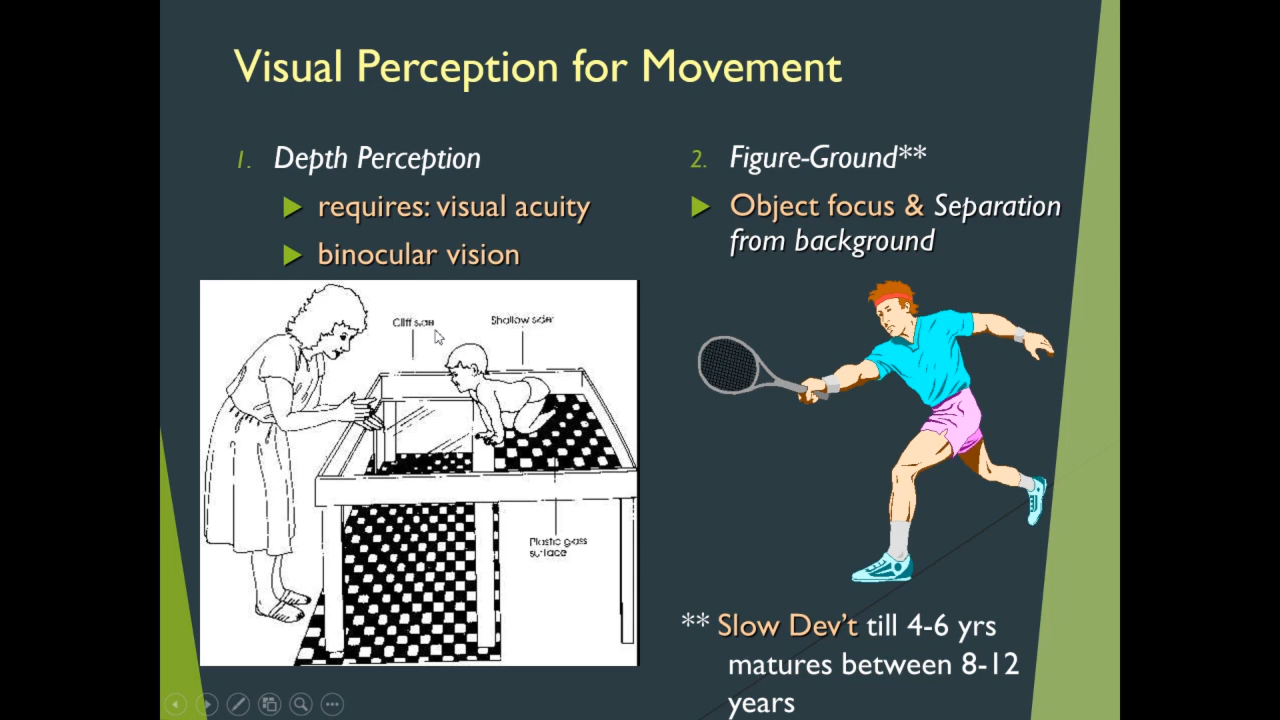 Visual Perception for Movement
1. Depth Perception
requires: visual acuity
binocular vision
Cliff side
Shallow side
Plastic glass
surface
2. Figure-Ground**
Object focus & Separation
from background
** Slow Dev't till 4-6 yrs
matures between 8-12
years